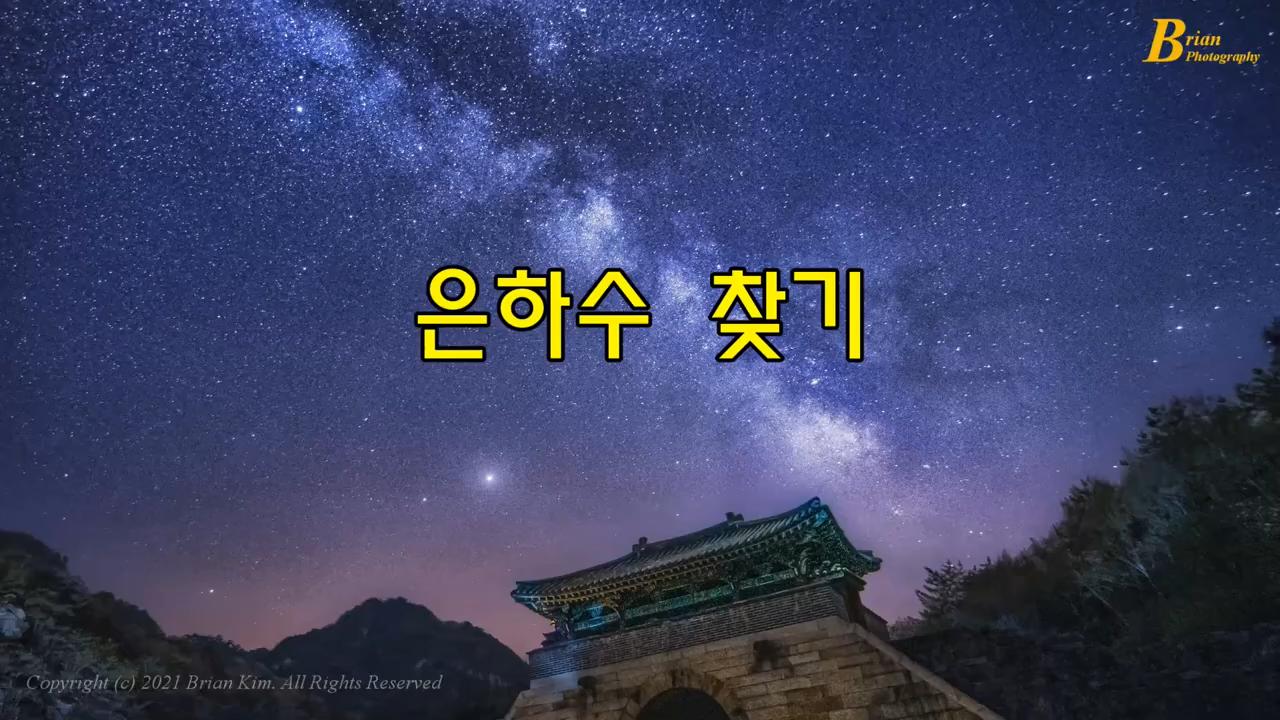 Brian
Photography
은하수 찾기
Copyright (c) 2021 Brian Kim. All Rights Reserved